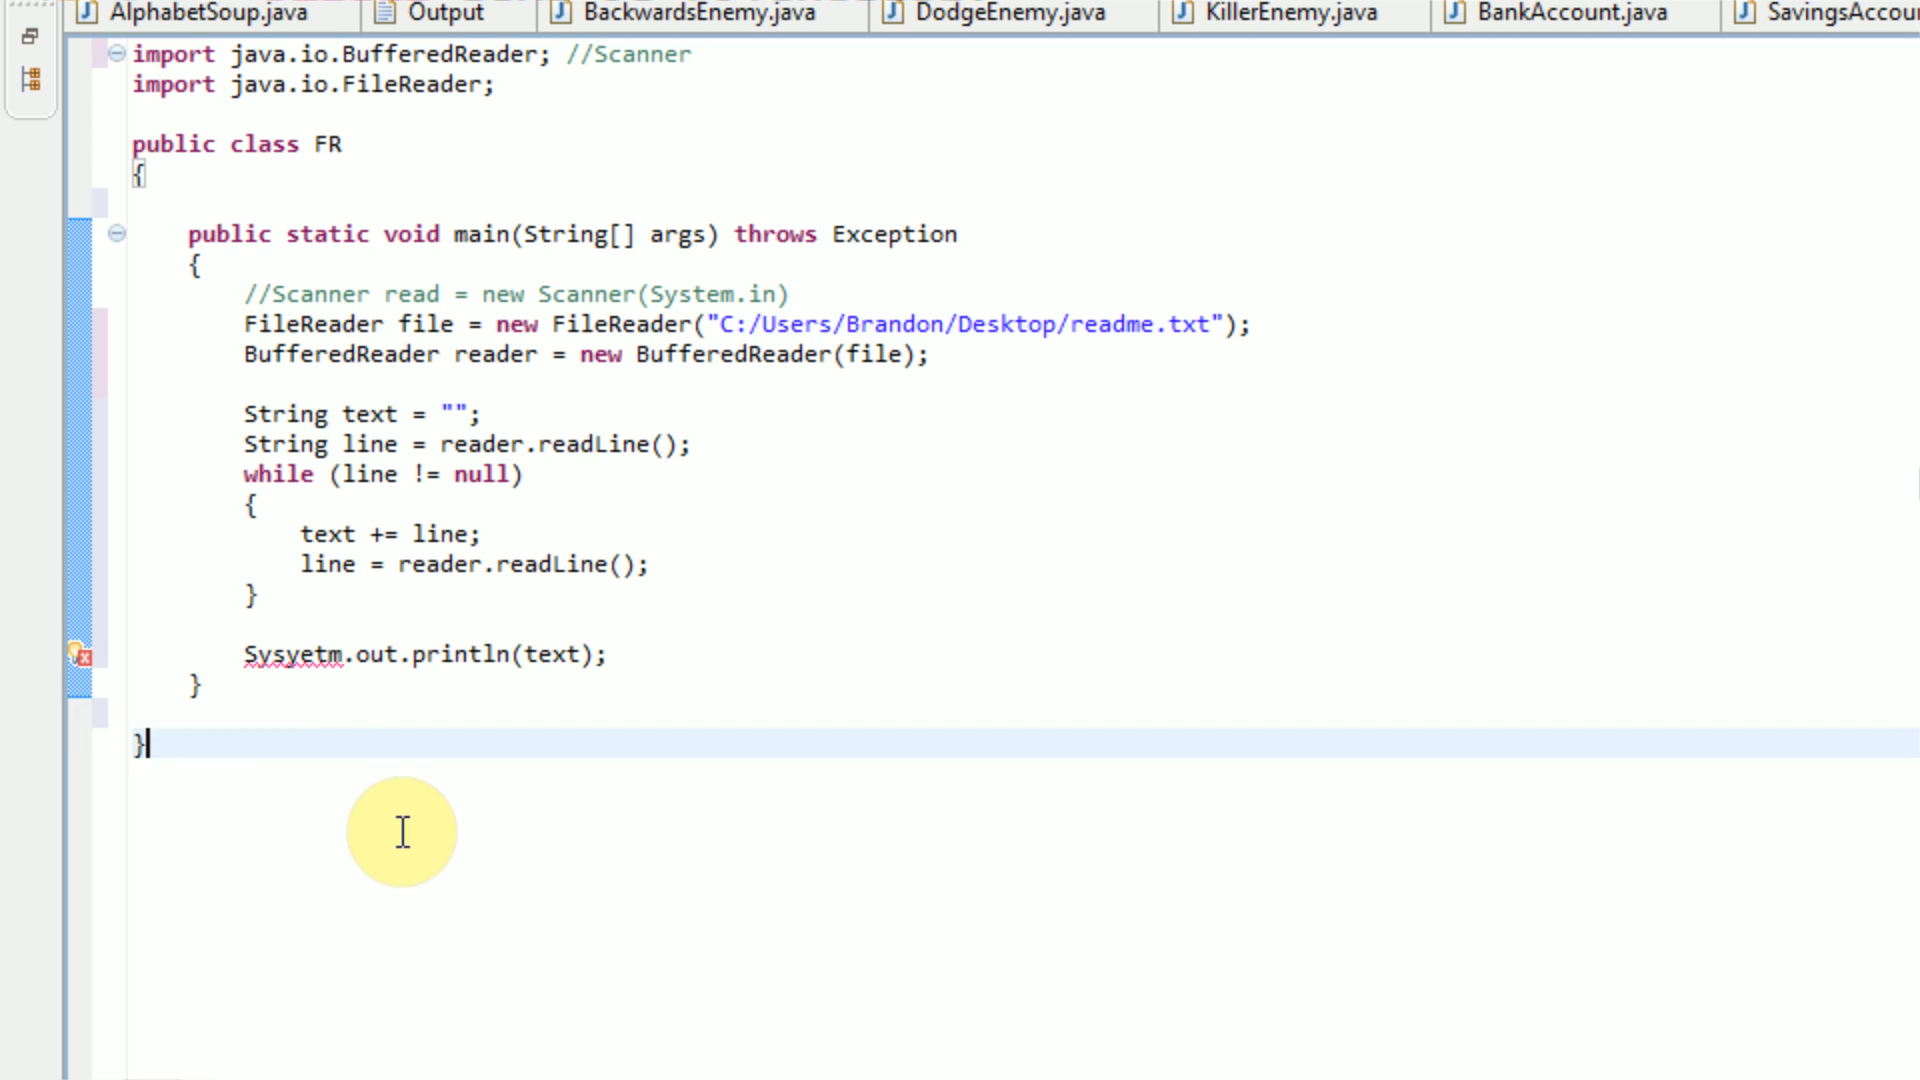 AlphabetSoup.java Output BackwardsEnemy.java DodgeEnemy.java KillerEnemy.java BankAccount.java
import java.io.BufferedReader; //Scanner
import java.io.FileReader;
public class FR
{
public static void main(String[] args) throws Exception
{
//Scanner read = new Scanner(System.in)
FileReader file = new FileReader("C:/Users/Brandon/Desktop/readme.txt");
BufferedReader reader = new BufferedReader(file);
String text = "";
String line = reader.readLine();
while (line != null)
{
text += line;
line = reader.readLine();
}
Sysyetm.out.println(text);
}
}